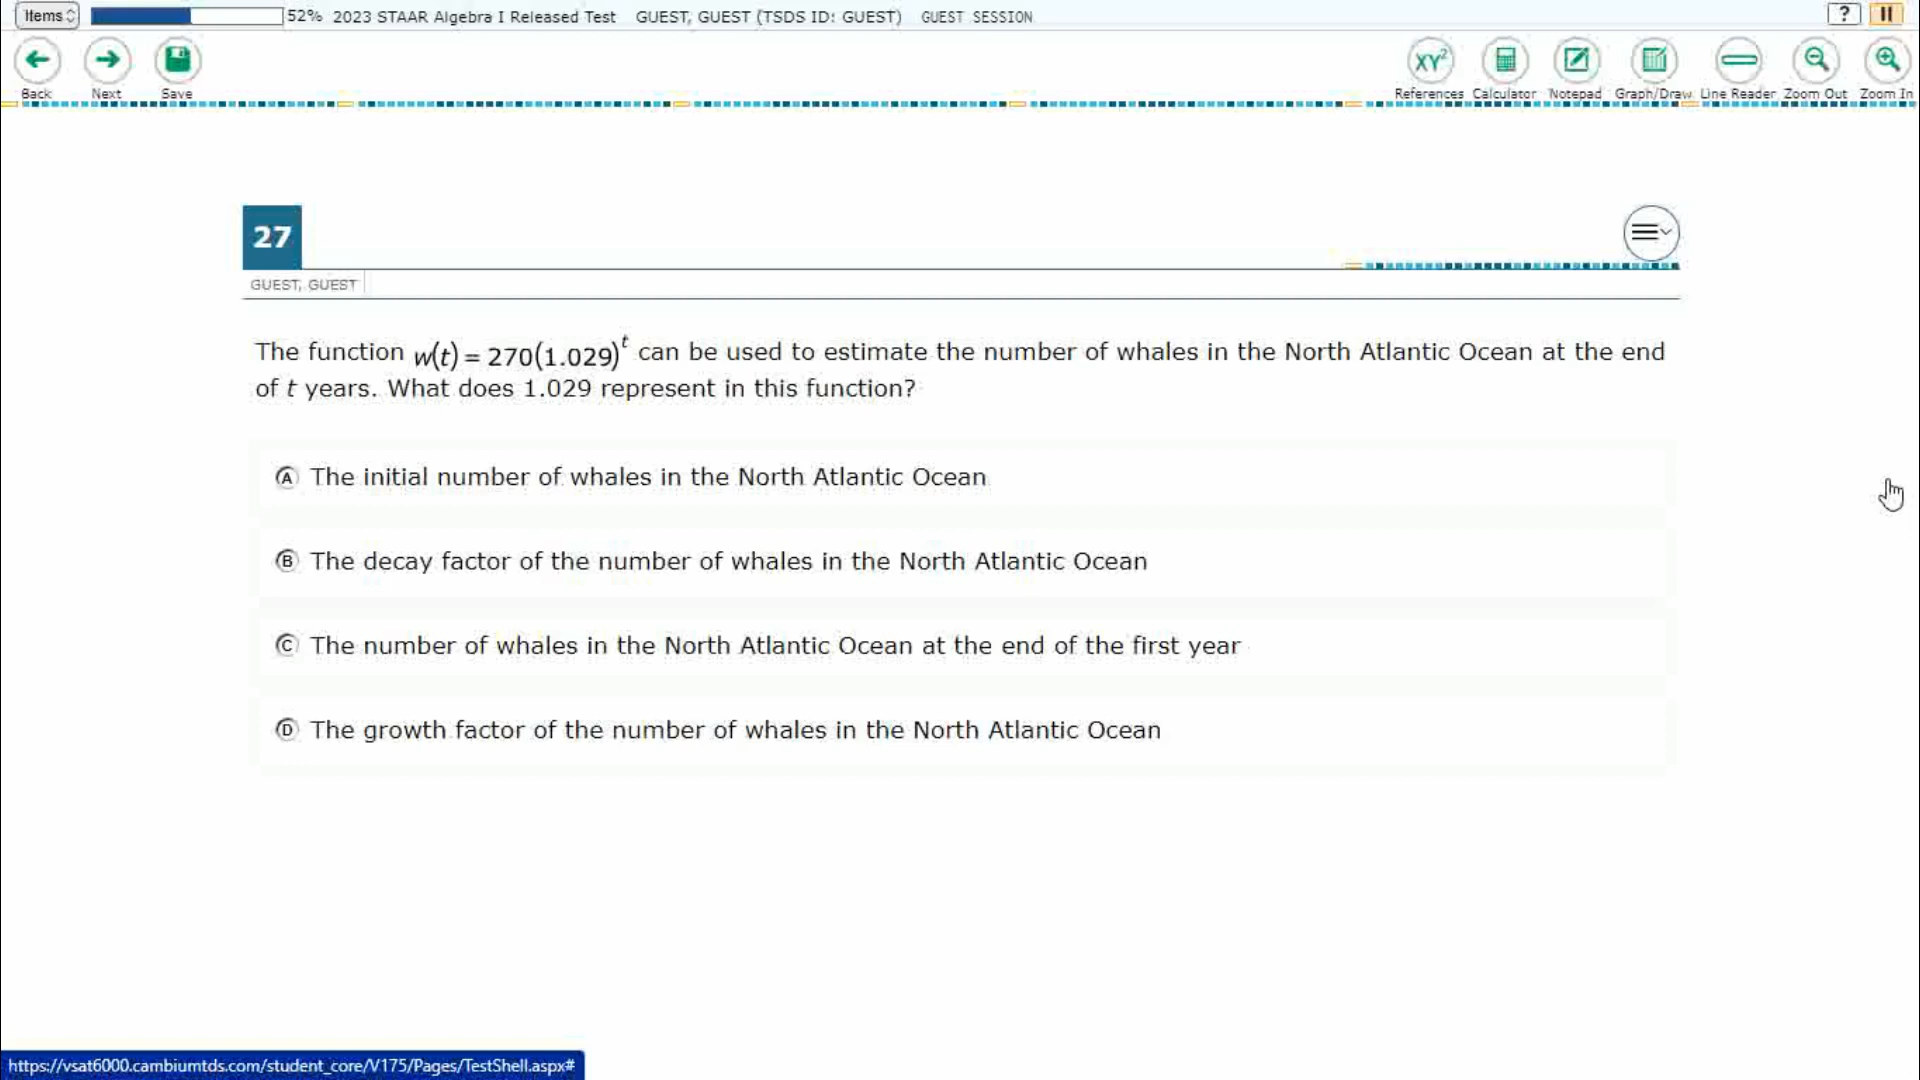 Items 52% 2023 STAAR Algebra I Released Test GUEST, GUEST (TSDS ID: GUEST) GUEST SESSION ?
XY²
Back Next Save References Calculator Notepad Graph/Draw Line Reader Zoom Out Zoom In
27
GUEST, GUEST
The function w(t) = 270(1.029)^t can be used to estimate the number of whales in the North Atlantic Ocean at the end
of t years. What does 1.029 represent in this function?
Ⓐ The initial number of whales in the North Atlantic Ocean
Ⓑ The decay factor of the number of whales in the North Atlantic Ocean
Ⓒ The number of whales in the North Atlantic Ocean at the end of the first year
Ⓓ The growth factor of the number of whales in the North Atlantic Ocean
https://vsat6000.cambiumtds.com/student_core/V175/Pages/TestShell.aspx#